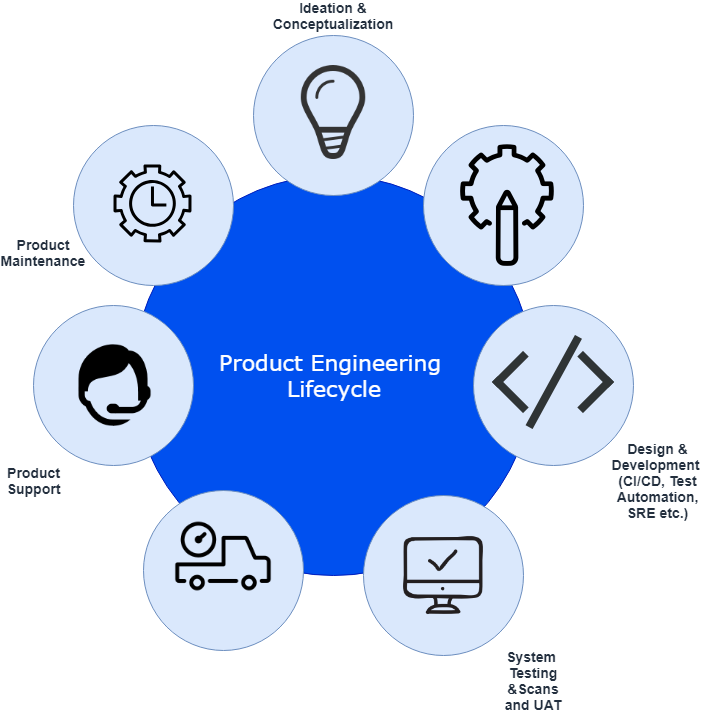 Ideation &
Conceptualization
Product
Maintenance
Product Engineering
Lifecycle
Design &
Development
(CI/CD, Test
Automation,
SRE etc.)
Product
Support
System
Testing
&Scans
and UAT